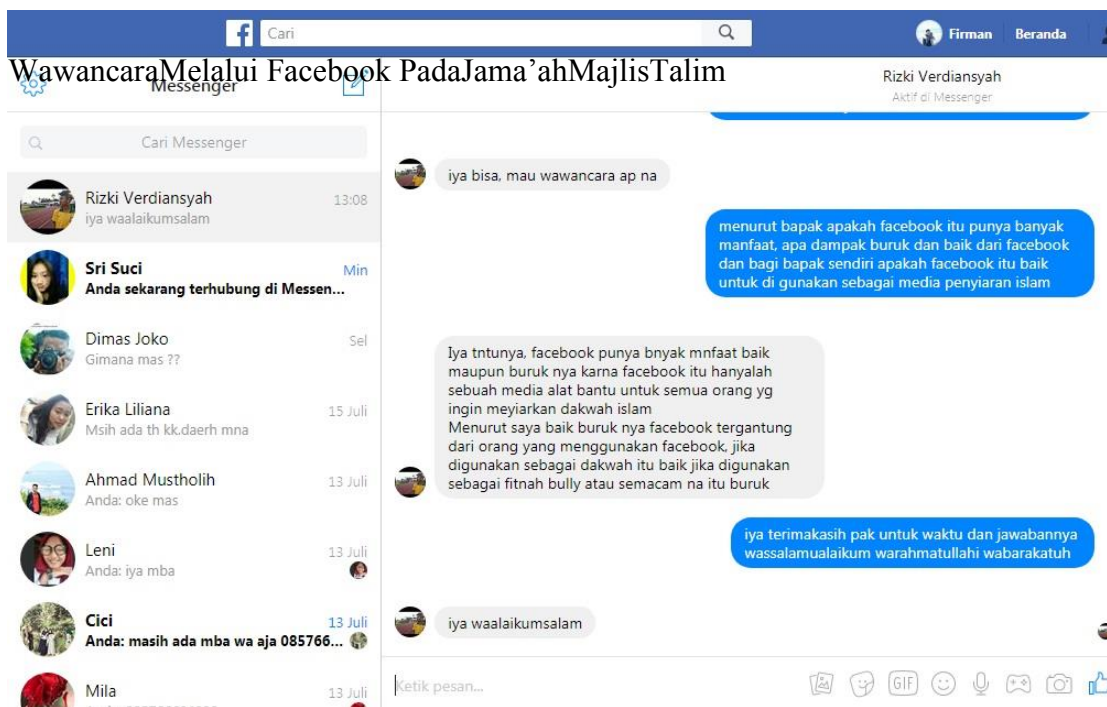 f
Cari
Firman
Beranda
WawancaraMelalui Facebook PadaJama’ahMajlisTalim
Messenger
Rizki Verdiansyah
Aktif di Messenger
Cari Messenger
Rizki Verdiansyah
13:08
iya waalaikumsalam
Sri Suci
Min
Anda sekarang terhubung di Messen...
Dimas Joko
Sel
Gimana mas ??
Erika Liliana
15 Juli
Msih ada th kk.daerh mna
Ahmad Mustholih
13 Juli
Anda: oke mas
Leni
13 Juli
Anda: iya mba
Cici
13 Juli
Anda: masih ada mba wa aja 085766...
Mila
13 Juli
iya bisa, mau wawancara ap na
menurut bapak apakah facebook itu punya banyak
manfaat, apa dampak buruk dan baik dari facebook
dan bagi bapak sendiri apakah facebook itu baik
untuk di gunakan sebagai media penyiaran islam
Iya tntunya, facebook punya bnyak mnfaat baik
maupun buruk nya karna facebook itu hanyalah
sebuah media alat bantu untuk semua orang yg
ingin meyiarkan dakwah islam
Menurut saya baik buruk nya facebook tergantung
dari orang yang menggunakan facebook, jika
digunakan sebagai dakwah itu baik jika digunakan
sebagai fitnah bully atau semacam na itu buruk
iya terimakasih pak untuk waktu dan jawabannya
wassalamualaikum warahmatullahi wabarakatuh
iya waalaikumsalam
Ketik pesan...
GIF